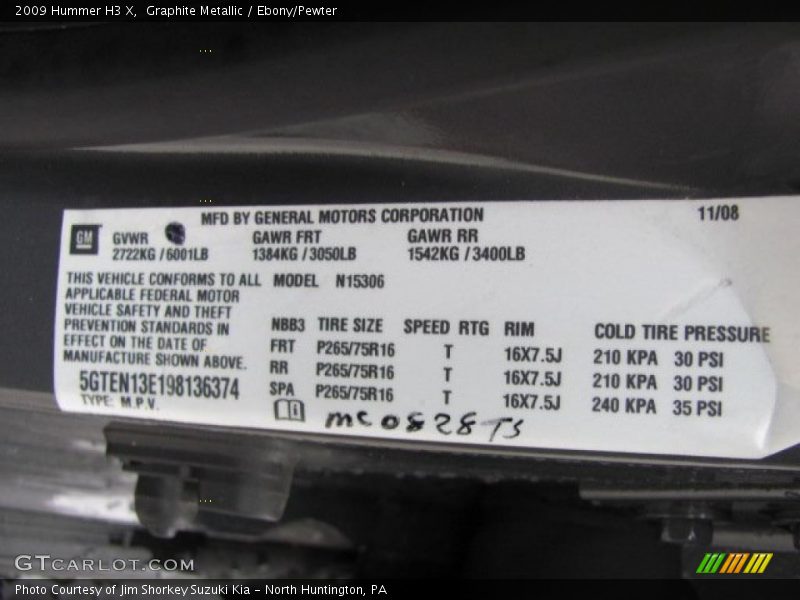 2009 Hummer H3 X,  Graphite Metallic / Ebony/Pewter
MFD BY GENERAL MOTORS CORPORATION 11/08
GM GVWR GAWR FRT GAWR RR
2722KG / 6001LB 1384KG / 3050LB 1542KG / 3400LB
THIS VEHICLE CONFORMS TO ALL MODEL N15306
APPLICABLE FEDERAL MOTOR
VEHICLE SAFETY AND THEFT
PREVENTION STANDARDS IN NBB3 TIRE SIZE SPEED RTG RIM COLD TIRE PRESSURE
EFFECT ON THE DATE OF FRT P265/75R16 T 16X7.5J 210 KPA 30 PSI
MANUFACTURE SHOWN ABOVE. RR P265/75R16 T 16X7.5J 210 KPA 30 PSI
5GTEN13E198136374 SPA P265/75R16 T 16X7.5J 240 KPA 35 PSI
TYPE: M.P.V.
MC0828TS
GTCARLOT.COM
Photo Courtesy of Jim Shorkey Suzuki Kia - North Huntington, PA